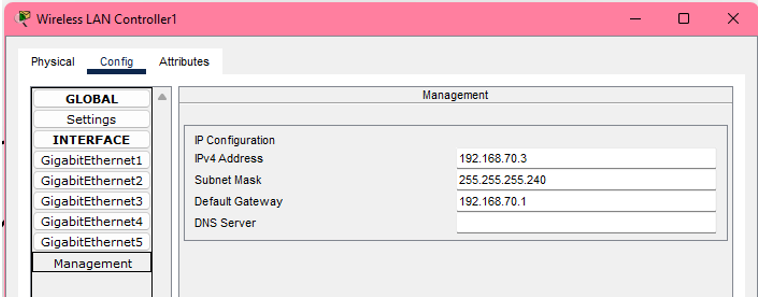 Wireless LAN Controller1
Physical Config Attributes
GLOBAL
Settings
INTERFACE
GigabitEthernet1
GigabitEthernet2
GigabitEthernet3
GigabitEthernet4
GigabitEthernet5
Management
Management
IP Configuration
IPv4 Address 192.168.70.3
Subnet Mask 255.255.255.240
Default Gateway 192.168.70.1
DNS Server